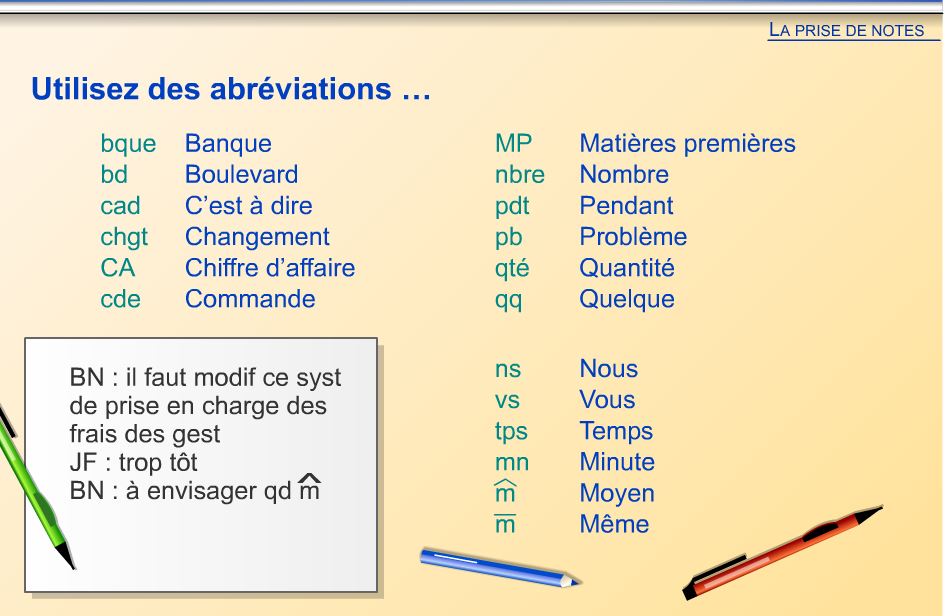 LA PRISE DE NOTES
Utilisez des abréviations …
bque Banque
bd Boulevard
cad C’est à dire
chgt Changement
CA Chiffre d’affaire
cde Commande
MP Matières premières
nbre Nombre
pdt Pendant
pb Problème
qté Quantité
qq Quelque
BN : il faut modif ce syst
de prise en charge des
frais des gest
JF : trop tôt
BN : à envisager qd m̂
ns Nous
vs Vous
tps Temps
mn Minute
m̂ Moyen
m̅ Même